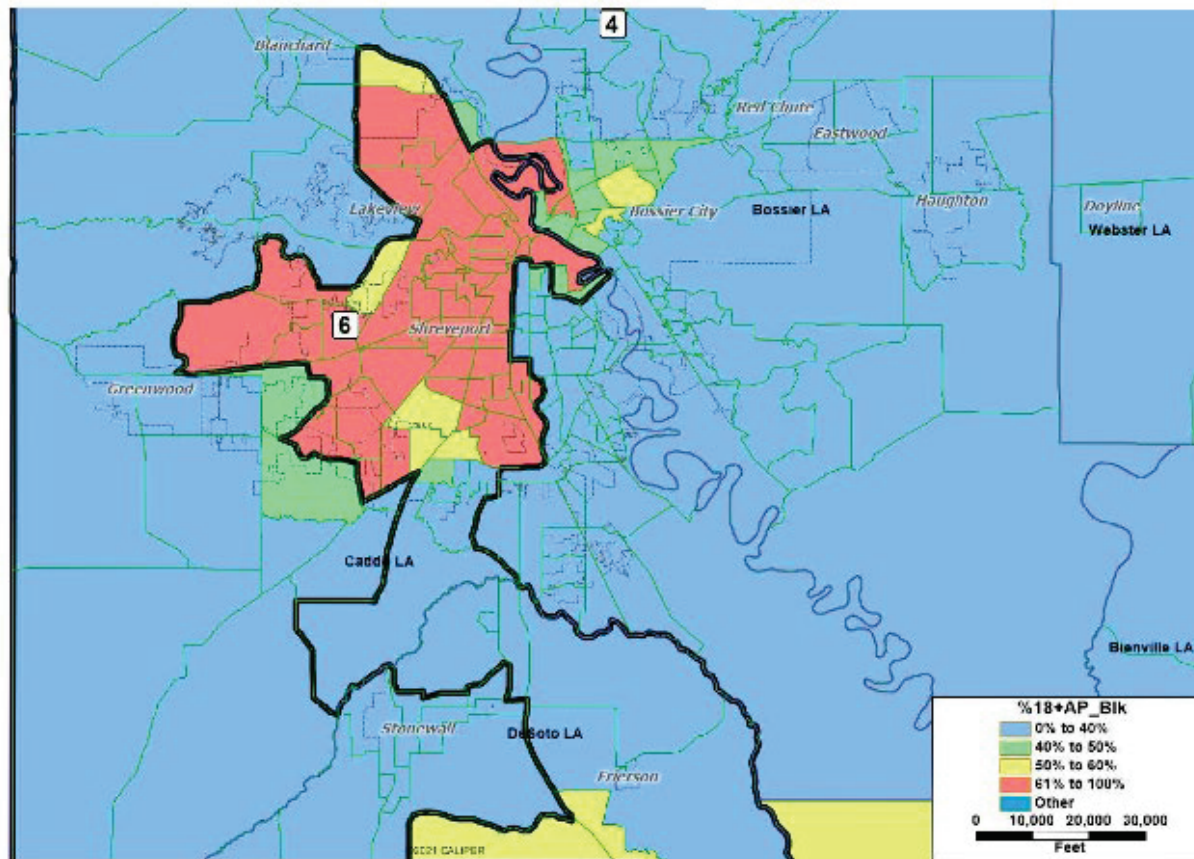 4
Blanchard
Red Chute
Eastwood
Lakeview
Bossier City
Bossier LA
Haughton
Doyline
Webster LA
6
Shreveport
Greenwood
Caddo LA
Bienville LA
Stonewall
DeSoto LA
Frierson
%18+AP_Blk
0% to 40%
40% to 50%
50% to 60%
61% to 100%
Other
0 10,000 20,000 30,000
Feet
©2021 CALIPER